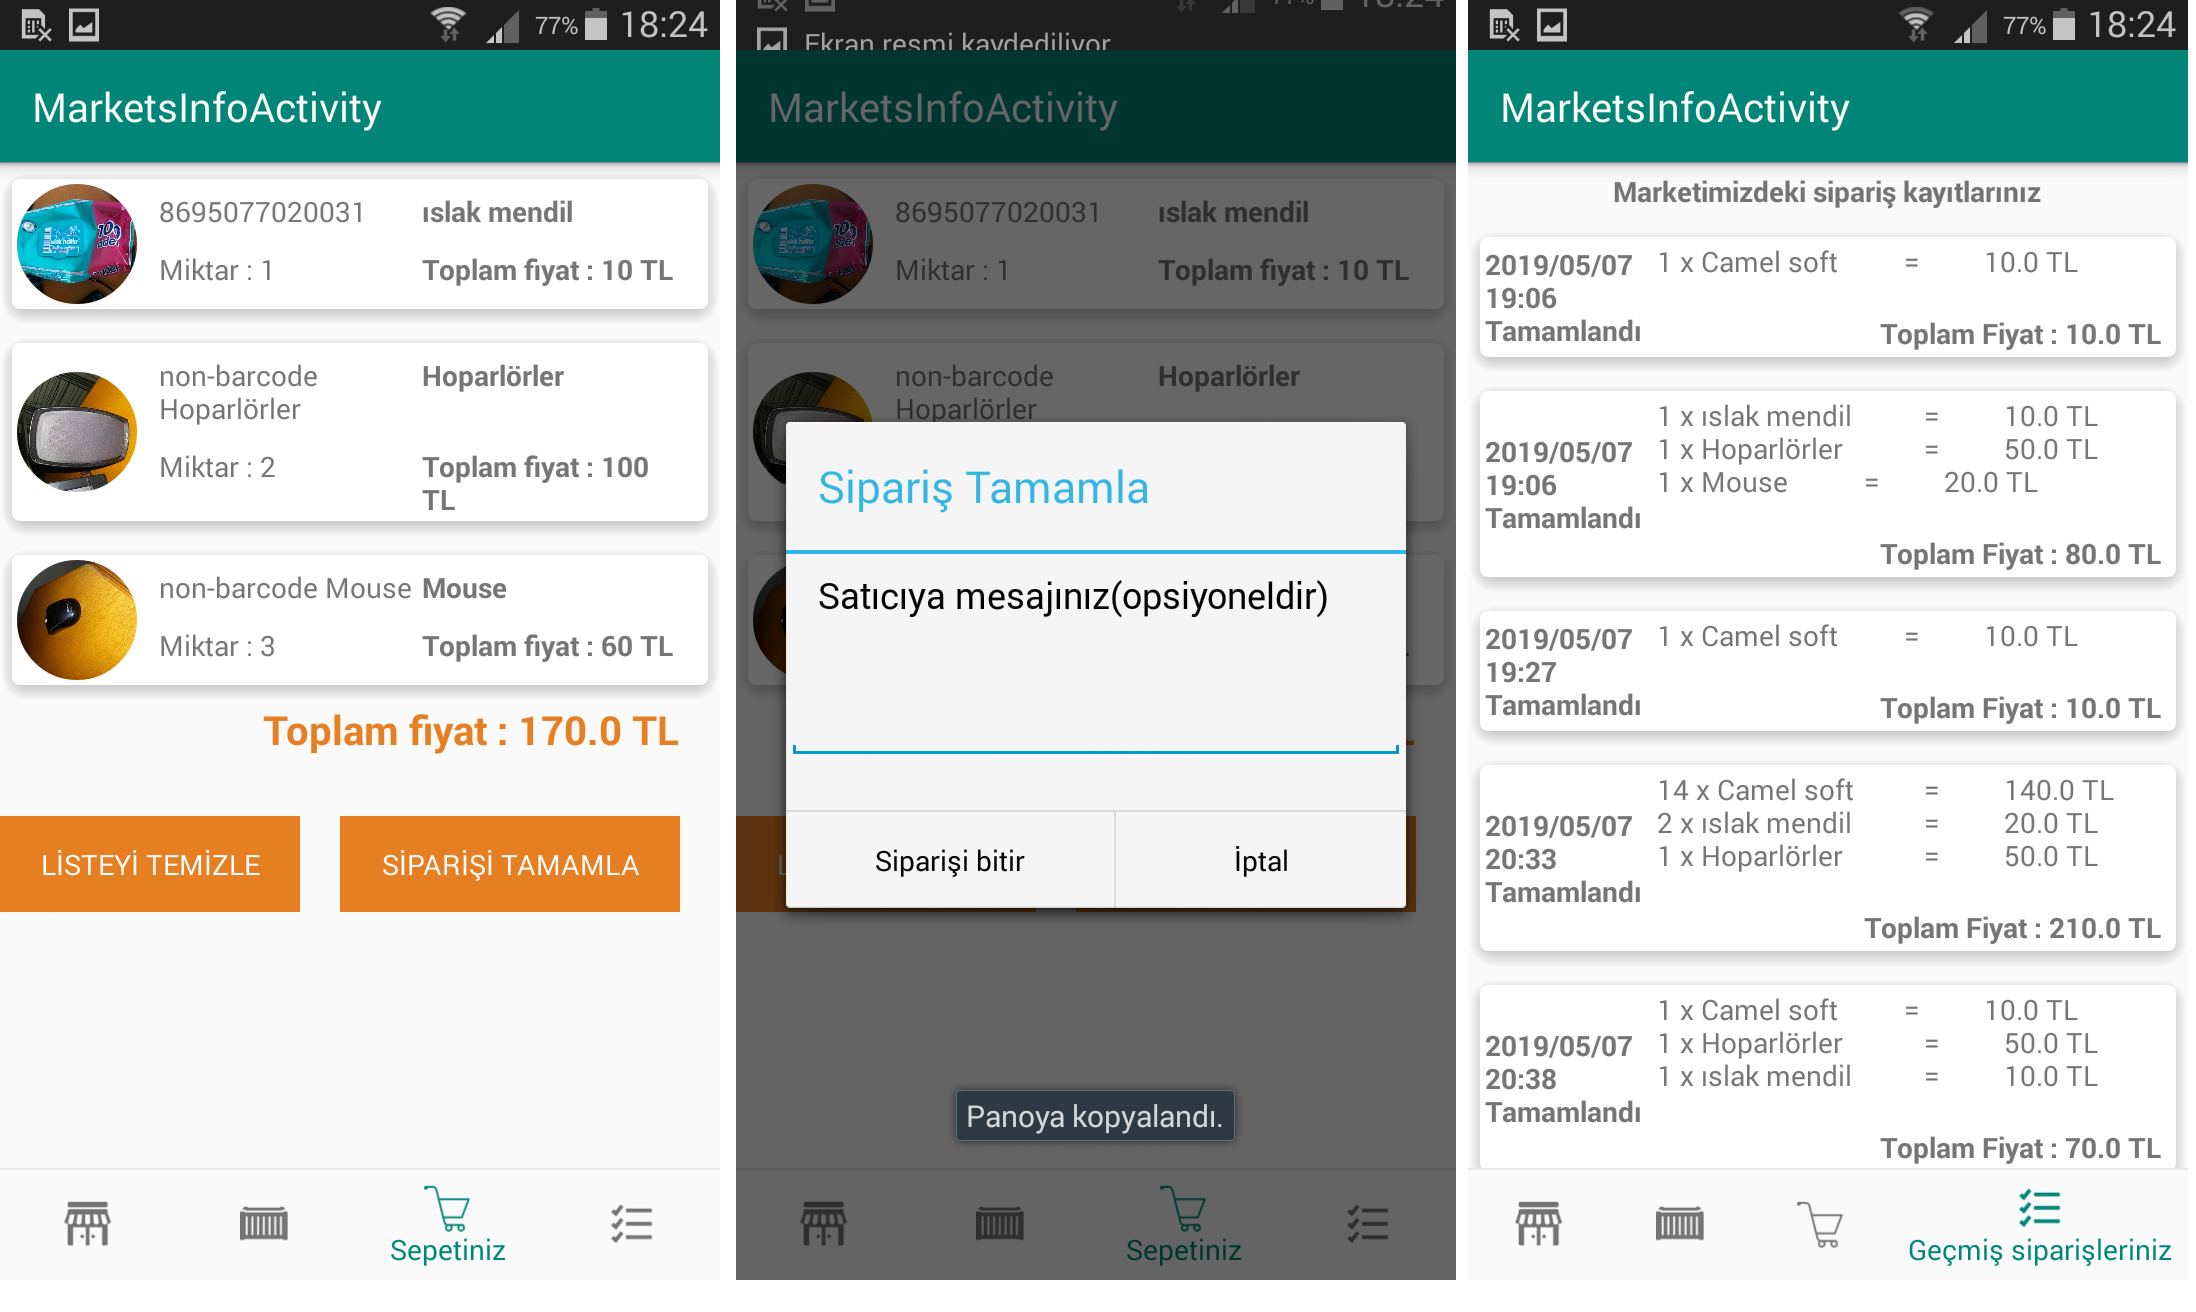 77% 18:24
MarketsInfoActivity
8695077020031 ıslak mendil
Miktar : 1 Toplam fiyat : 10 TL
non-barcode Hoparlörler
Hoparlörler
Miktar : 2 Toplam fiyat : 100
TL
non-barcode Mouse Mouse
Miktar : 3 Toplam fiyat : 60 TL
Toplam fiyat : 170.0 TL
LİSTEYİ TEMİZLE SİPARİŞİ TAMAMLA
Sepetiniz
77% 18:24
Ekran resmi kaydediliyor
MarketsInfoActivity
8695077020031 ıslak mendil
Miktar : 1 Toplam fiyat : 10 TL
non-barcode Hoparlörler
Hoparlörler
Sipariş Tamamla
Satıcıya mesajınız(opsiyoneldir)
Siparişi bitir İptal
Panoya kopyalandı.
Sepetiniz
77% 18:24
MarketsInfoActivity
Marketimizdeki sipariş kayıtlarınız
2019/05/07 1 x Camel soft = 10.0 TL
19:06
Tamamlandı Toplam Fiyat : 10.0 TL
1 x ıslak mendil = 10.0 TL
2019/05/07 1 x Hoparlörler = 50.0 TL
19:06 1 x Mouse = 20.0 TL
Tamamlandı
Toplam Fiyat : 80.0 TL
2019/05/07 1 x Camel soft = 10.0 TL
19:27
Tamamlandı Toplam Fiyat : 10.0 TL
14 x Camel soft = 140.0 TL
2019/05/07 2 x ıslak mendil = 20.0 TL
20:33 1 x Hoparlörler = 50.0 TL
Tamamlandı
Toplam Fiyat : 210.0 TL
1 x Camel soft = 10.0 TL
2019/05/07 1 x Hoparlörler = 50.0 TL
20:38 1 x ıslak mendil = 10.0 TL
Tamamlandı
Toplam Fiyat : 70.0 TL
Geçmiş siparişleriniz